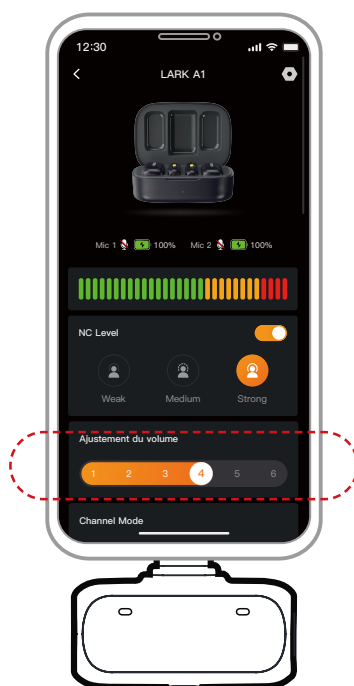 12:30
LARK A1
Mic 1 100% Mic 2 100%
NC Level
Weak Medium Strong
Ajustement du volume
1 2 3 4 5 6
Channel Mode